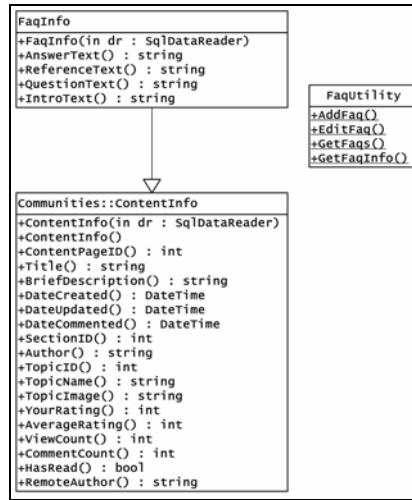 FaqInfo
+FaqInfo(in dr : SqlDataReader)
+AnswerText() : string
+ReferenceText() : string
+QuestionText() : string
+IntroText() : string
FaqUtility
+AddFaq()
+EditFaq()
+GetFaqs()
+GetFaqInfo()
Communities::ContentInfo
+ContentInfo(in dr : SqlDataReader)
+ContentInfo()
+ContentPageID() : int
+Title() : string
+BriefDescription() : string
+DateCreated() : DateTime
+DateUpdated() : DateTime
+DateCommented() : DateTime
+SectionID() : int
+Author() : string
+TopicID() : int
+TopicName() : string
+TopicImage() : string
+YourRating() : int
+AverageRating() : int
+ViewCount() : int
+CommentCount() : int
+HasRead() : bool
+RemoteAuthor() : string